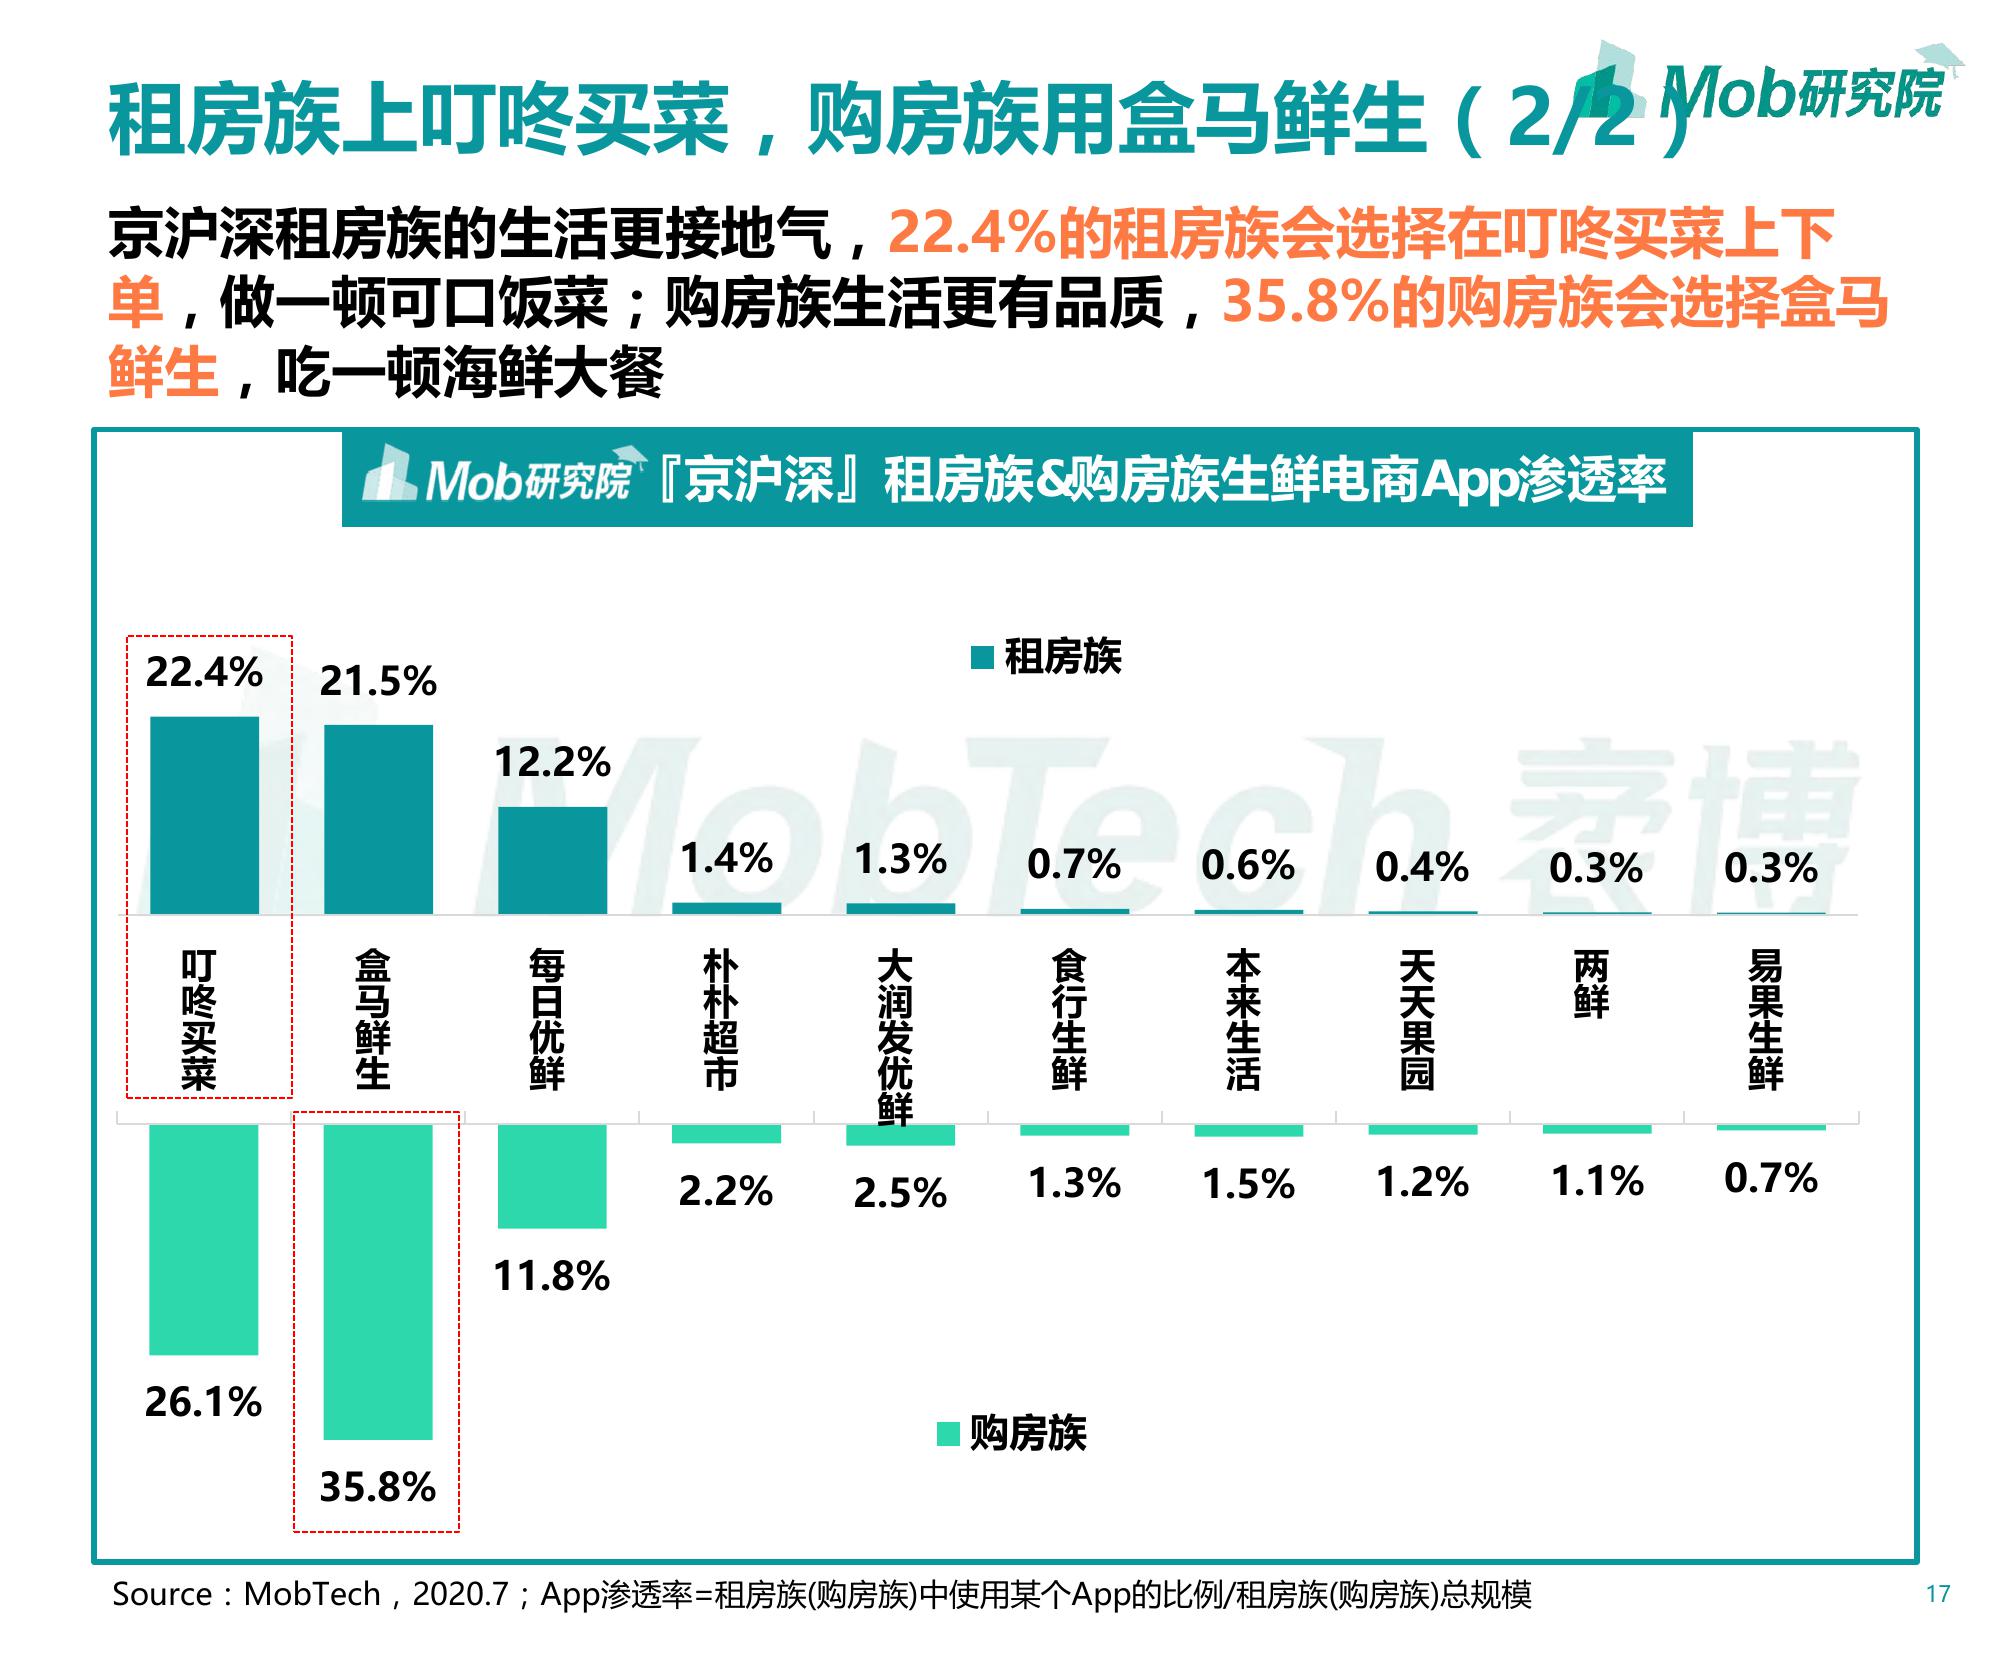 租房族上叮咚买菜，购房族用盒马鲜生（2/2）
Mob研究院
京沪深租房族的生活更接地气，22.4%的租房族会选择在叮咚买菜上下
单，做一顿可口饭菜；购房族生活更有品质，35.8%的购房族会选择盒马
鲜生，吃一顿海鲜大餐
Mob研究院『京沪深』租房族&购房族生鲜电商App渗透率
租房族
22.4% 21.5% 12.2% 1.4% 1.3% 0.7% 0.6% 0.4% 0.3% 0.3%
MobTech 袤博
叮咚买菜 盒马鲜生 每日优鲜 朴朴超市 大润发优鲜 食行生鲜 本来生活 天天果园 两鲜 易果生鲜
26.1% 35.8% 11.8% 2.2% 2.5% 1.3% 1.5% 1.2% 1.1% 0.7%
购房族
Source：MobTech，2020.7；App渗透率=租房族(购房族)中使用某个App的比例/租房族(购房族)总规模
17